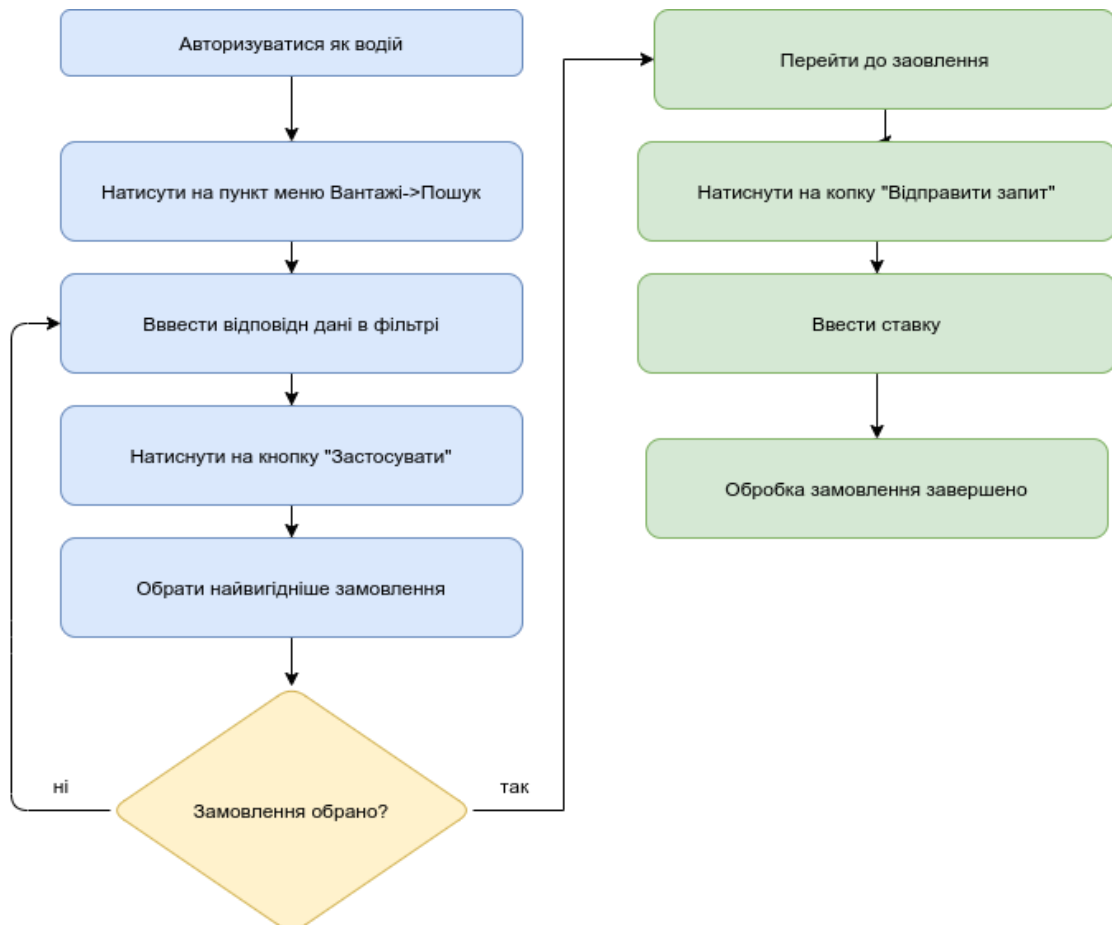 Авторизуватися як водій
Натисути на пункт меню Вантажі->Пошук
Вввести відповідн дані в фільтрі
Натиснути на кнопку "Застосувати"
Обрати найвигідніше замовлення
Замовлення обрано?
ні
так
Перейти до заовлення
Натиснути на копку "Відправити запит"
Ввести ставку
Обробка замовлення завершено